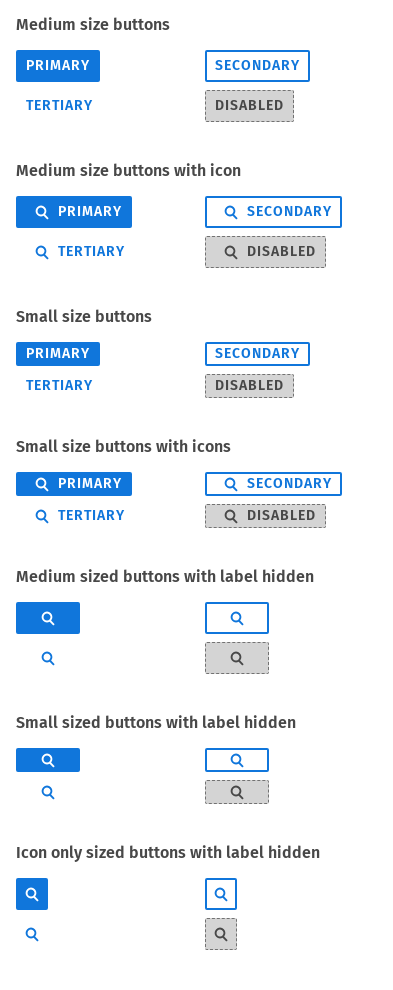 Medium size buttons
PRIMARY SECONDARY
TERTIARY DISABLED
Medium size buttons with icon
PRIMARY SECONDARY
TERTIARY DISABLED
Small size buttons
PRIMARY SECONDARY
TERTIARY DISABLED
Small size buttons with icons
PRIMARY SECONDARY
TERTIARY DISABLED
Medium sized buttons with label hidden
Small sized buttons with label hidden
Icon only sized buttons with label hidden